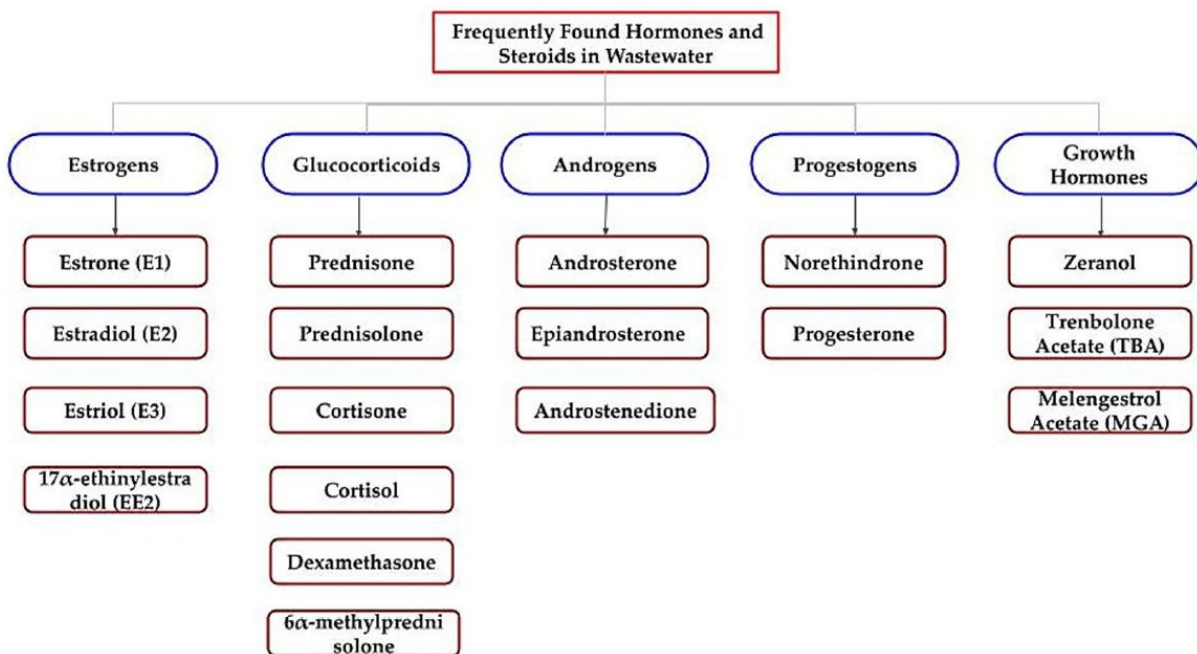 Frequently Found Hormones and
Steroids in Wastewater
Estrogens
Glucocorticoids
Androgens
Progestogens
Growth
Hormones
Estrone (E1)
Prednisone
Androsterone
Norethindrone
Zeranol
Estradiol (E2)
Prednisolone
Epiandrosterone
Progesterone
Trenbolone
Acetate (TBA)
Estriol (E3)
Cortisone
Androstenedione
Melengestrol
Acetate (MGA)
17α-ethinylestra
diol (EE2)
Cortisol
Dexamethasone
6α-methylpredni
solone